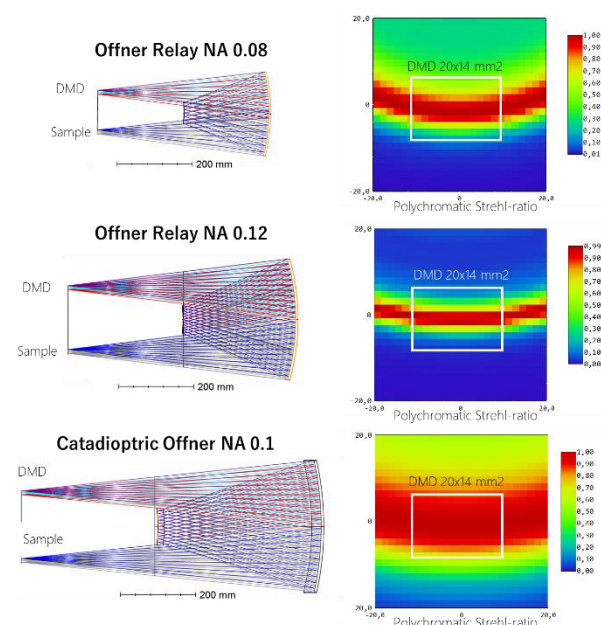 Offner Relay NA 0.08
DMD
Sample
200 mm
20,0
0
-20,0
-20,0
0,
20,0
DMD 20x14 mm2
Polychromatic Strehl-ratio
1,00
0,90
0,80
0,70
0,60
0,50
0,40
0,30
0,20
0,10
0,01
Offner Relay NA 0.12
DMD
Sample
200 mm
20,0
0
-20,0
-20,0
0,
20,0
DMD 20x14 mm2
Polychromatic Strehl-ratio
0,99
0,90
0,80
0,70
0,60
0,50
0,40
0,30
0,20
0,10
0,00
Catadioptric Offner NA 0.1
DMD
Sample
200 mm
20,0
0
-20,0
-20,0
0,
20,0
DMD 20x14 mm2
Polychromatic Strehl-ratio
1,00
0,90
0,80
0,70
0,60
0,50
0,40
0,30
0,20
0,10
0,00